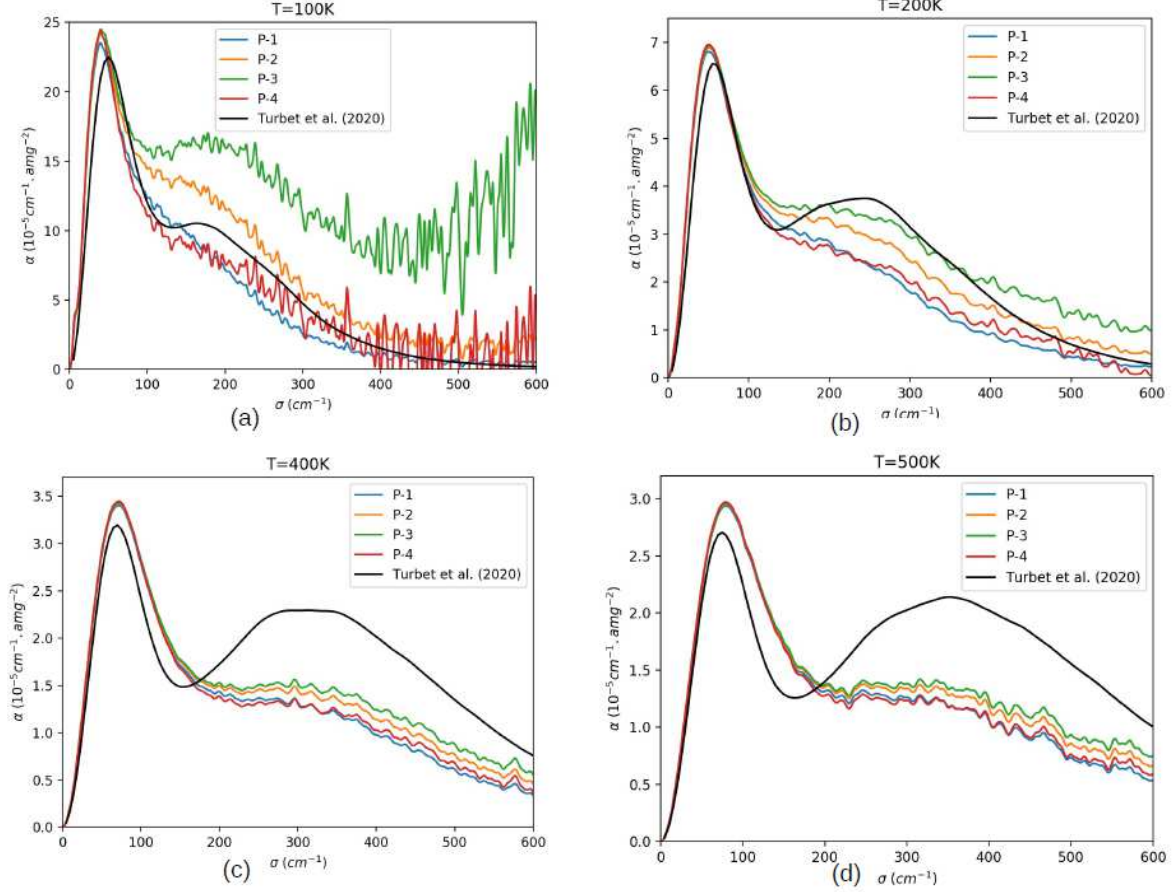 T=100K
25
20
15
10
5
0
α (10⁻⁵cm⁻¹.amg⁻²)
P-1
P-2
P-3
P-4
Turbet et al. (2020)
0 100 200 300 400 500 600
σ (cm⁻¹)
(a)
T=200K
7
6
5
4
3
2
1
0
α (10⁻⁵cm⁻¹.amg⁻²)
P-1
P-2
P-3
P-4
Turbet et al. (2020)
0 100 200 300 400 500 600
σ (cm⁻¹)
(b)
T=400K
3.5
3.0
2.5
2.0
1.5
1.0
0.5
0.0
α (10⁻⁵cm⁻¹.amg⁻²)
P-1
P-2
P-3
P-4
Turbet et al. (2020)
0 100 200 300 400 500 600
σ (cm⁻¹)
(c)
T=500K
3.0
2.5
2.0
1.5
1.0
0.5
0.0
α (10⁻⁵cm⁻¹.amg⁻²)
P-1
P-2
P-3
P-4
Turbet et al. (2020)
0 100 200 300 400 500 600
σ (cm⁻¹)
(d)